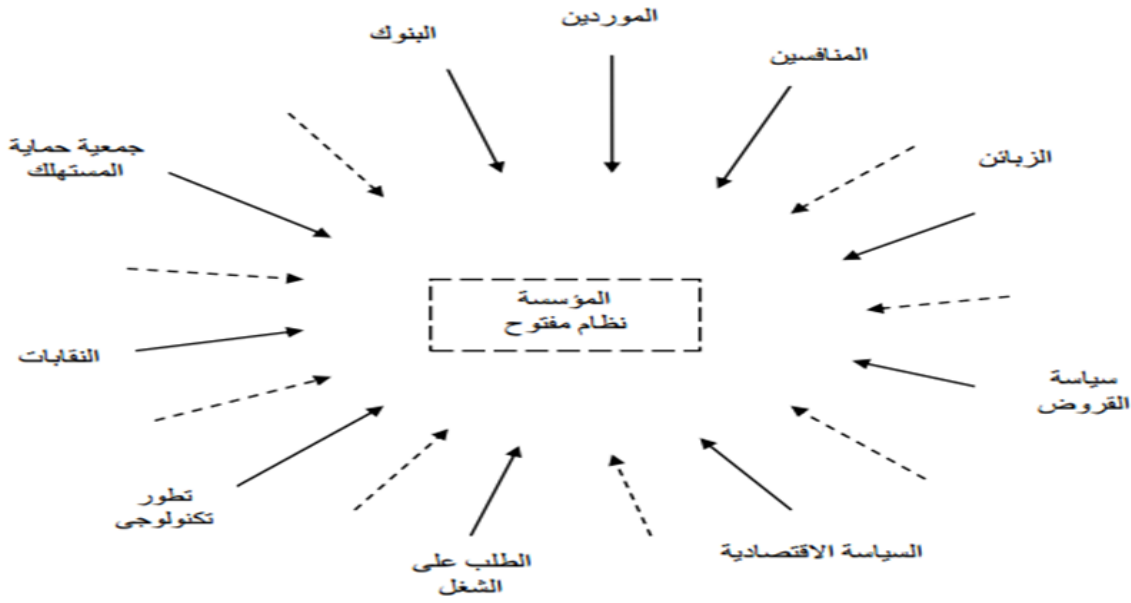 الموردين
البنوك
المنافسين
جمعية حماية
المستهلك
الزبائن
المؤسسة
نظام مفتوح
النقابات
سياسة
القروض
تطور
تكنولوجى
الطلب على
الشغل
السياسة الاقتصادية